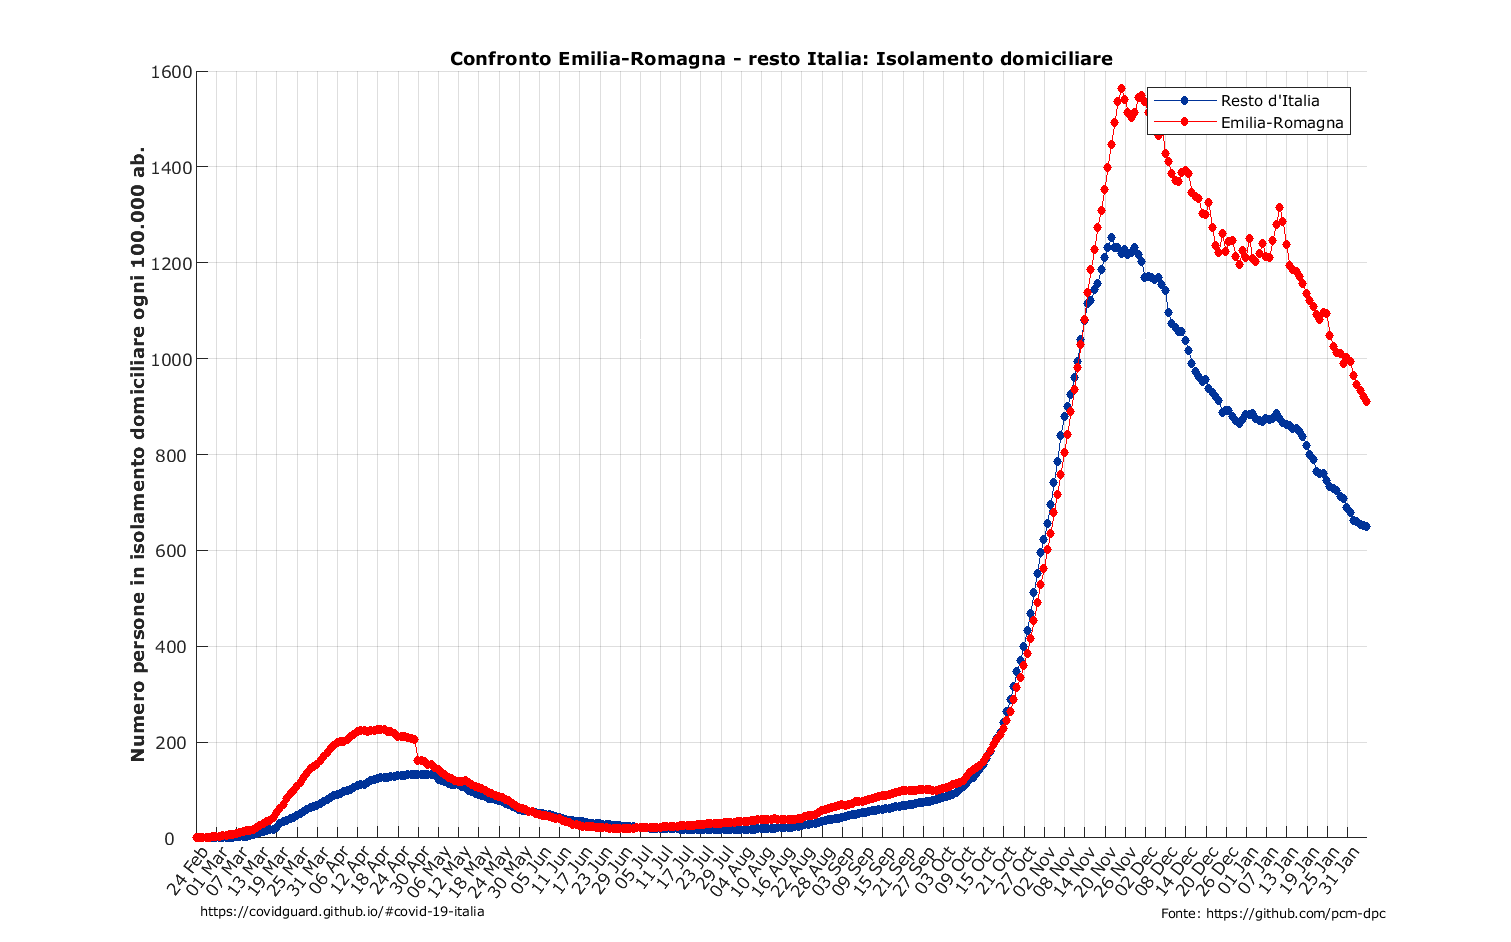 Confronto Emilia-Romagna - resto Italia: Isolamento domiciliare
Numero persone in isolamento domiciliare ogni 100.000 ab.
1600
1400
1200
1000
800
600
400
200
0
Resto d'Italia
Emilia-Romagna
24 Feb
01 Mar
07 Mar
13 Mar
19 Mar
25 Mar
31 Mar
06 Apr
12 Apr
18 Apr
24 Apr
30 Apr
06 May
12 May
18 May
24 May
30 May
05 Jun
11 Jun
17 Jun
23 Jun
29 Jun
05 Jul
11 Jul
17 Jul
23 Jul
29 Jul
04 Aug
10 Aug
16 Aug
22 Aug
28 Aug
03 Sep
09 Sep
15 Sep
21 Sep
27 Sep
03 Oct
09 Oct
15 Oct
21 Oct
27 Oct
02 Nov
08 Nov
14 Nov
20 Nov
26 Nov
02 Dec
08 Dec
14 Dec
20 Dec
26 Dec
01 Jan
07 Jan
13 Jan
19 Jan
25 Jan
31 Jan
https://covidguard.github.io/#covid-19-italia
Fonte: https://github.com/pcm-dpc